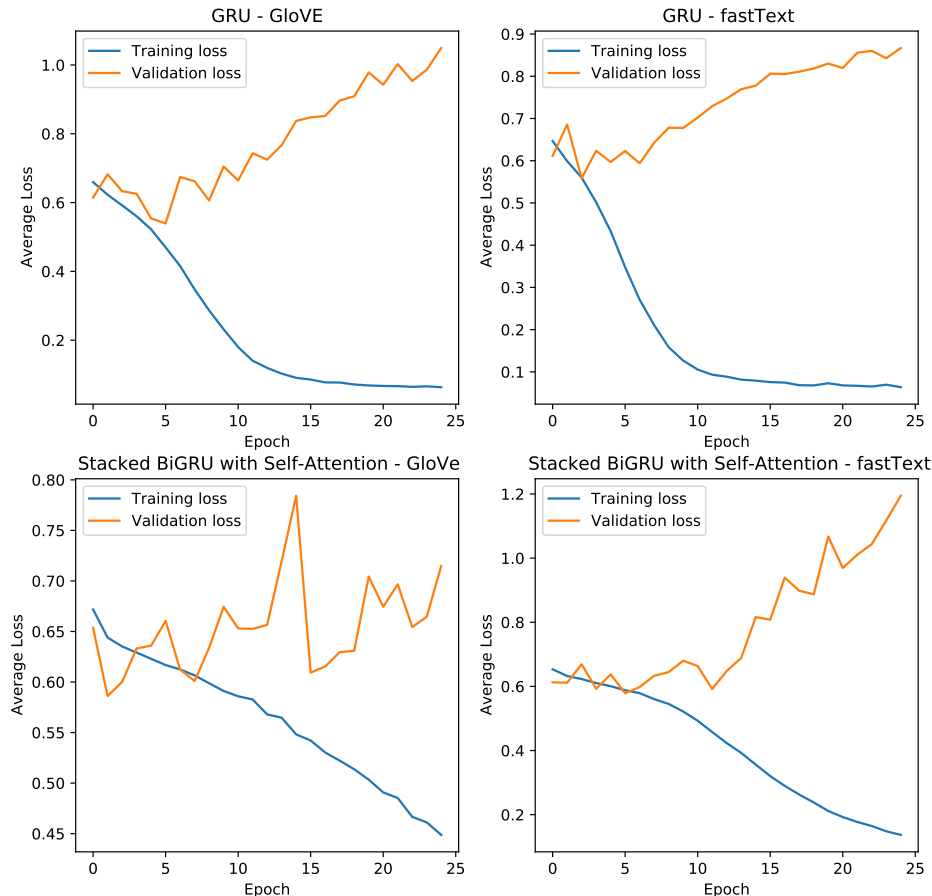 GRU - GloVE
Training loss
Validation loss
1.0
0.8
0.6
0.4
0.2
Average Loss
0
5
10
15
20
25
Epoch
GRU - fastText
Training loss
Validation loss
0.9
0.8
0.7
0.6
0.5
0.4
0.3
0.2
0.1
Average Loss
0
5
10
15
20
25
Epoch
Stacked BiGRU with Self-Attention - GloVe
Training loss
Validation loss
0.80
0.75
0.70
0.65
0.60
0.55
0.50
0.45
Average Loss
0
5
10
15
20
25
Epoch
Stacked BiGRU with Self-Attention - fastText
Training loss
Validation loss
1.2
1.0
0.8
0.6
0.4
0.2
Average Loss
0
5
10
15
20
25
Epoch